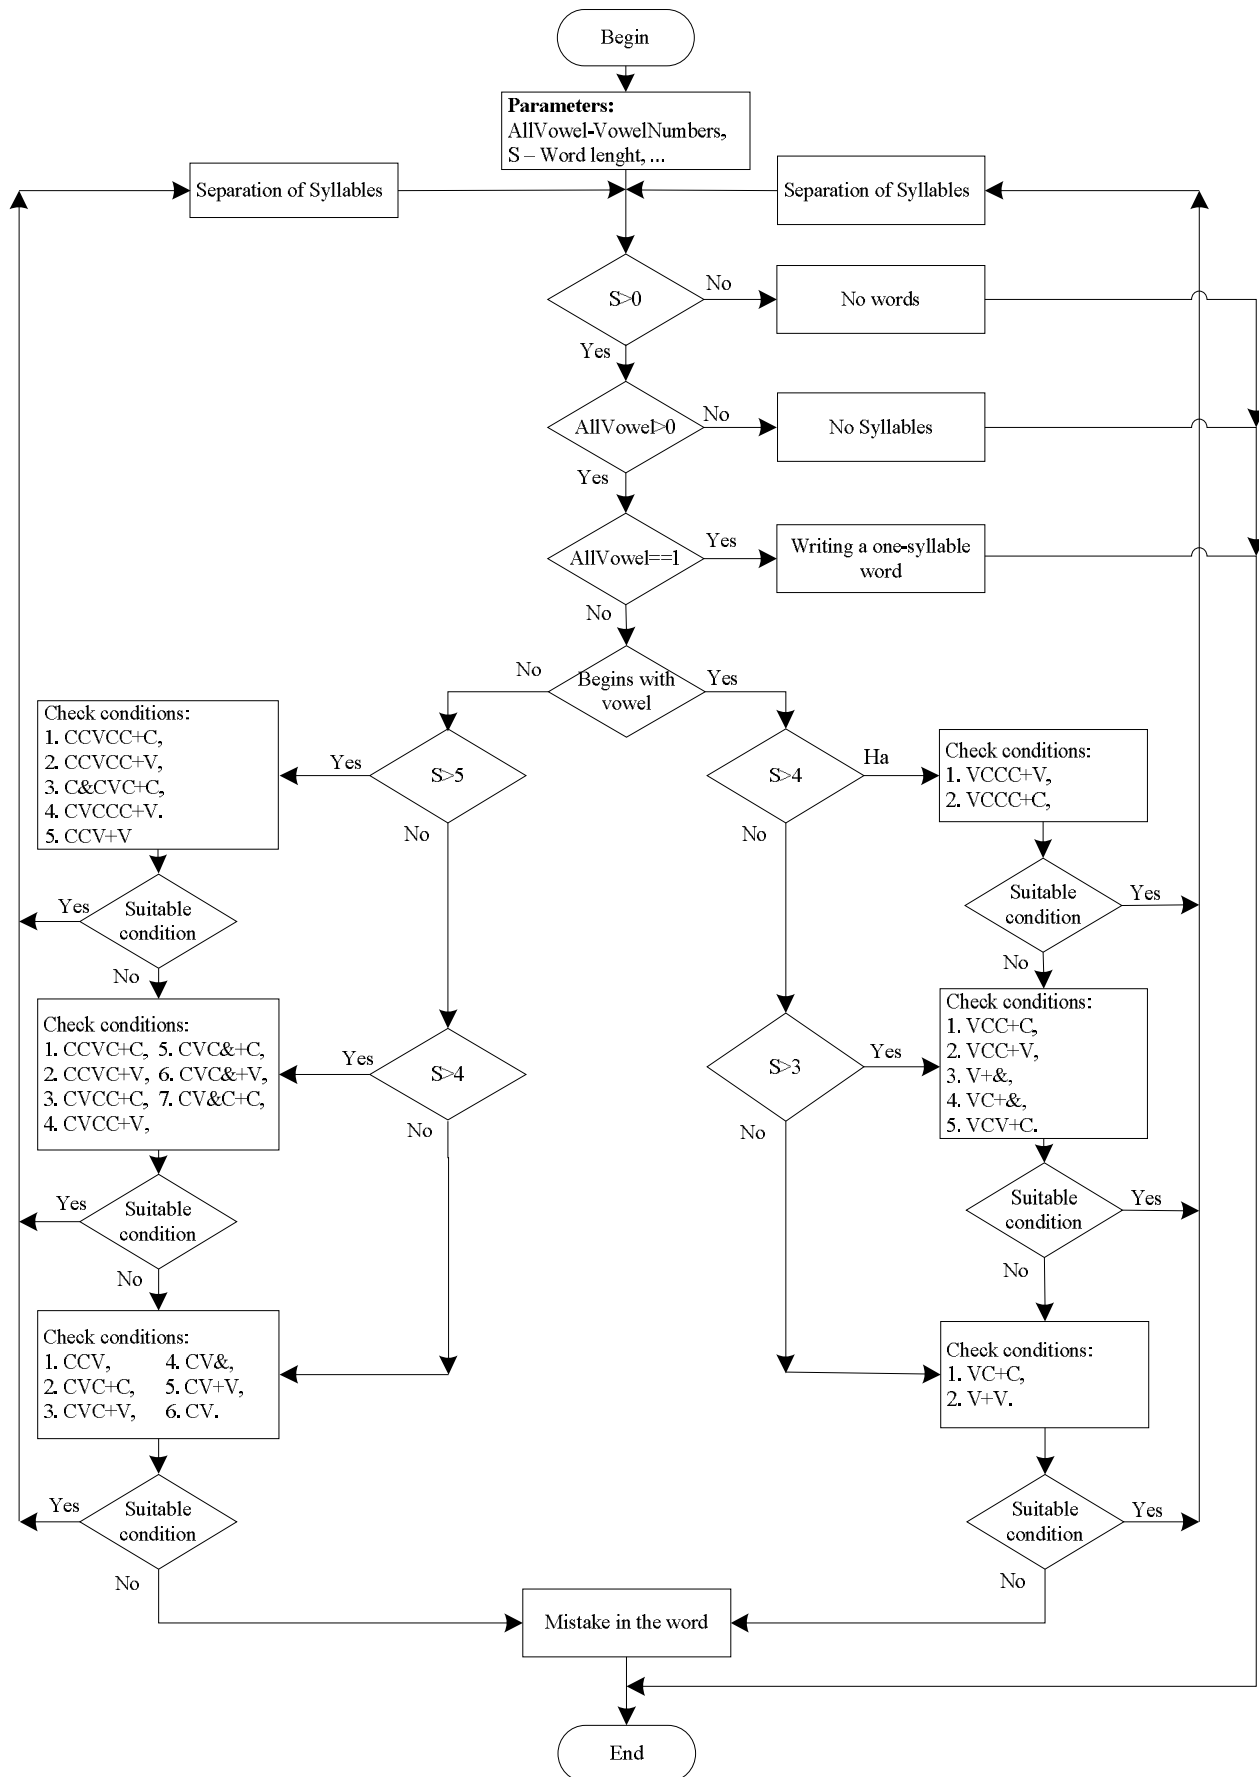 Begin
Parameters:
AllVowel-VowelNumbers,
S – Word lenght, ...
Separation of Syllables
Separation of Syllables
S>0
No
No words
Yes
AllVowel>0
No
No Syllables
Yes
AllVowel==1
Yes
Writing a one-syllable
word
No
Begins with
vowel
No
Yes
Check conditions:
1. CCVCC+C,
2. CCVCC+V,
3. C&CVC+C,
4. CVCCC+V.
5. CCV+V
Yes
S>5
No
S>4
Ha
No
Check conditions:
1. VCCC+V,
2. VCCC+C,
Suitable
condition
Yes
No
Suitable
condition
Yes
No
Check conditions:
1. CCVC+C, 5. CVC&+C,
2. CCVC+V, 6. CVC&+V,
3. CVCC+C, 7. CV&C+C,
4. CVCC+V,
Yes
S>4
No
S>3
Yes
No
Check conditions:
1. VCC+C,
2. VCC+V,
3. V+&,
4. VC+&,
5. VCV+C.
Suitable
condition
Yes
No
Suitable
condition
Yes
No
Check conditions:
1. CCV, 4. CV&,
2. CVC+C, 5. CV+V,
3. CVC+V, 6. CV.
Check conditions:
1. VC+C,
2. V+V.
Suitable
condition
Yes
No
Suitable
condition
Yes
No
Mistake in the word
End